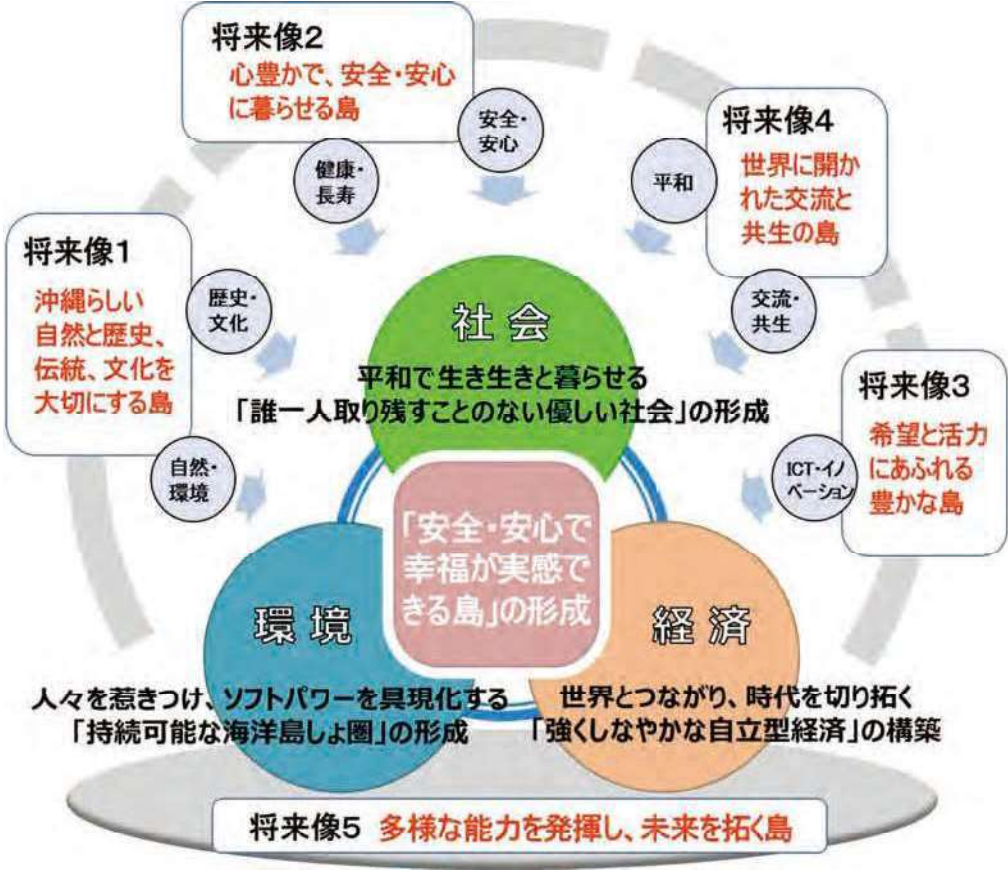 将来像2
心豊かで、安全・安心
に暮らせる島
安全・
安心
健康・
長寿
将来像4
世界に開か
れた交流と
共生の島
平和
将来像1
沖縄らしい
自然と歴史、
伝統、文化を
大切にする島
歴史・
文化
交流・
共生
自然・
環境
将来像3
希望と活力
にあふれる
豊かな島
ICT・イノ
ベーション
社会
平和で生き生きと暮らせる
「誰一人取り残すことのない優しい社会」の形成
「安全・安心で
幸福が実感で
きる島」の形成
環境
人々を惹きつけ、ソフトパワーを具現化する
「持続可能な海洋島しょ圏」の形成
経済
世界とつながり、時代を切り拓く
「強くしなやかな自立型経済」の構築
将来像5 多様な能力を発揮し、未来を拓く島